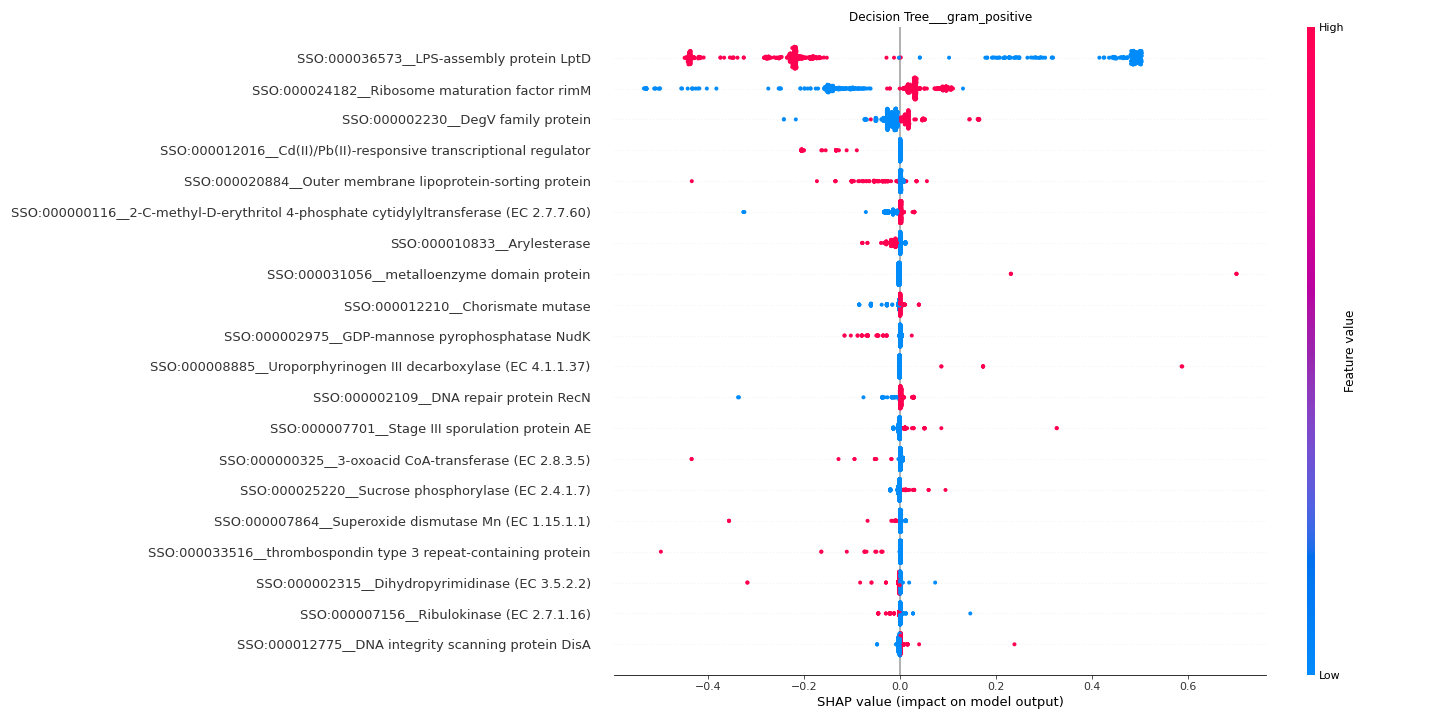 Decision Tree___gram_positive
High
SSO:000036573__LPS-assembly protein LptD
SSO:000024182__Ribosome maturation factor rimM
SSO:000002230__DegV family protein
SSO:000012016__Cd(II)/Pb(II)-responsive transcriptional regulator
SSO:000020884__Outer membrane lipoprotein-sorting protein
SSO:000000116__2-C-methyl-D-erythritol 4-phosphate cytidylyltransferase (EC 2.7.7.60)
SSO:000010833__Arylesterase
SSO:000031056__metalloenzyme domain protein
SSO:000012210__Chorismate mutase
SSO:000002975__GDP-mannose pyrophosphatase NudK
SSO:000008885__Uroporphyrinogen III decarboxylase (EC 4.1.1.37)
SSO:000002109__DNA repair protein RecN
SSO:000007701__Stage III sporulation protein AE
SSO:000000325__3-oxoacid CoA-transferase (EC 2.8.3.5)
SSO:000025220__Sucrose phosphorylase (EC 2.4.1.7)
SSO:000007864__Superoxide dismutase Mn (EC 1.15.1.1)
SSO:000033516__thrombospondin type 3 repeat-containing protein
SSO:000002315__Dihydropyrimidinase (EC 3.5.2.2)
SSO:000007156__Ribulokinase (EC 2.7.1.16)
SSO:000012775__DNA integrity scanning protein DisA
Feature value
Low
−0.4 −0.2 0.0 0.2 0.4 0.6
SHAP value (impact on model output)